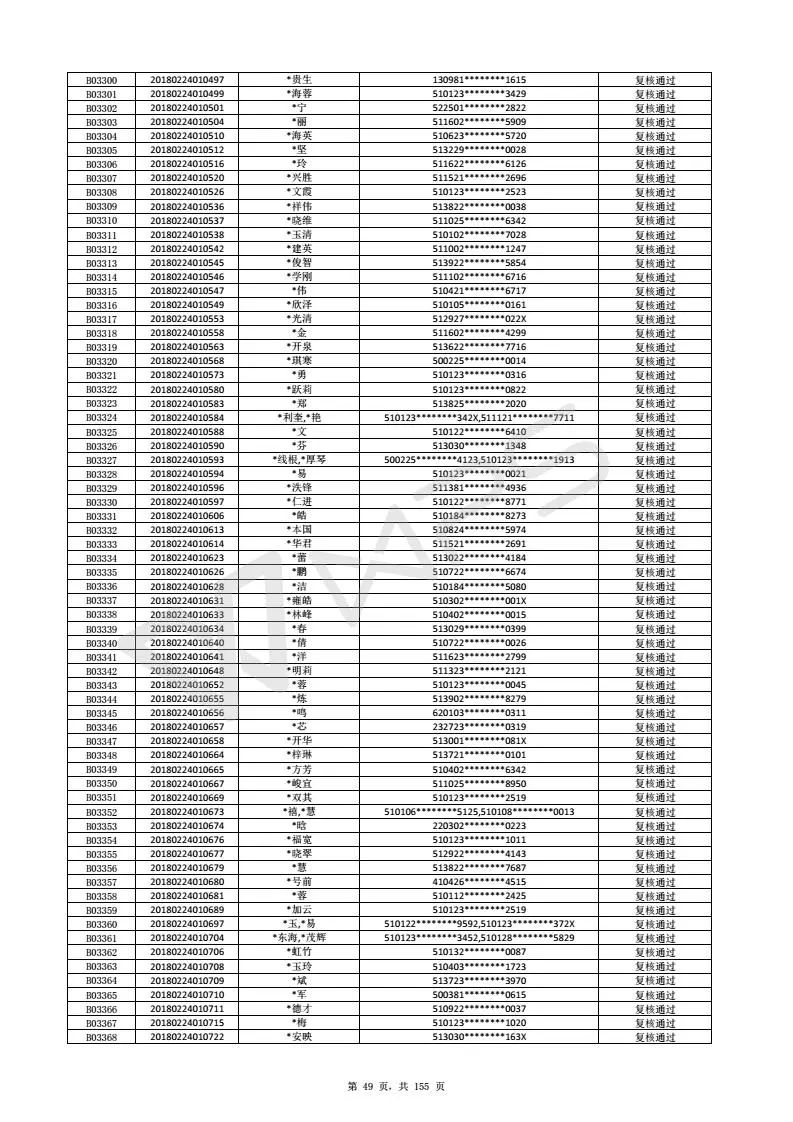 B03300 20180224010497 *贵生 130981********1615 复核通过
B03301 20180224010499 *海蓉 510123********3429 复核通过
B03302 20180224010501 *宁 522501********2822 复核通过
B03303 20180224010504 *丽 511602********5909 复核通过
B03304 20180224010510 *海英 510623********5720 复核通过
B03305 20180224010512 *坚 513229********0028 复核通过
B03306 20180224010516 *玲 511622********6126 复核通过
B03307 20180224010520 *兴胜 511521********2696 复核通过
B03308 20180224010526 *文霞 510123********2523 复核通过
B03309 20180224010536 *祥伟 513822********0038 复核通过
B03310 20180224010537 *晓维 511025********6342 复核通过
B03311 20180224010538 *玉清 510102********7028 复核通过
B03312 20180224010542 *建英 511002********1247 复核通过
B03313 20180224010545 *俊智 513922********5854 复核通过
B03314 20180224010546 *学刚 511102********6716 复核通过
B03315 20180224010547 *伟 510421********6717 复核通过
B03316 20180224010549 *欣泽 510105********0161 复核通过
B03317 20180224010553 *光清 512927********022X 复核通过
B03318 20180224010558 *金 511602********4299 复核通过
B03319 20180224010563 *开泉 513622********7716 复核通过
B03320 20180224010568 *琪寒 500225********0014 复核通过
B03321 20180224010573 *勇 510123********0316 复核通过
B03322 20180224010580 *跃莉 510123********0822 复核通过
B03323 20180224010583 *郑 513825********2020 复核通过
B03324 20180224010584 *利奎,*艳 510123********342X,511121********7711 复核通过
B03325 20180224010588 *文 510122********6410 复核通过
B03326 20180224010590 *芬 513030********1348 复核通过
B03327 20180224010593 *线根,*厚琴 500225********4123,510123********1913 复核通过
B03328 20180224010594 *易 510123********0021 复核通过
B03329 20180224010596 *泆锋 511381********4936 复核通过
B03330 20180224010597 *仁进 510122********8771 复核通过
B03331 20180224010606 *皓 510184********8273 复核通过
B03332 20180224010613 *本国 510824********5974 复核通过
B03333 20180224010614 *华君 511521********2691 复核通过
B03334 20180224010623 *蕾 513022********4184 复核通过
B03335 20180224010626 *鹏 510722********6674 复核通过
B03336 20180224010628 *洁 510184********5080 复核通过
B03337 20180224010631 *雍皓 510302********001X 复核通过
B03338 20180224010633 *林峰 510402********0015 复核通过
B03339 20180224010634 *春 513029********0399 复核通过
B03340 20180224010640 *倩 510722********0026 复核通过
B03341 20180224010641 *洋 511623********2799 复核通过
B03342 20180224010648 *明莉 511323********2121 复核通过
B03343 20180224010652 *蓉 510123********0045 复核通过
B03344 20180224010655 *炼 513902********8279 复核通过
B03345 20180224010656 *鸣 620103********0311 复核通过
B03346 20180224010657 *芯 232723********0319 复核通过
B03347 20180224010658 *开华 513001********081X 复核通过
B03348 20180224010664 *梓琳 513721********0101 复核通过
B03349 20180224010665 *方芳 510402********6342 复核通过
B03350 20180224010667 *峻宜 511025********8950 复核通过
B03351 20180224010669 *双其 510123********2519 复核通过
B03352 20180224010673 *禧,*慧 510106********5125,510108********0013 复核通过
B03353 20180224010674 *晗 220302********0223 复核通过
B03354 20180224010676 *福宽 510123********1011 复核通过
B03355 20180224010677 *晓翠 512922********4143 复核通过
B03356 20180224010679 *慧 513822********7687 复核通过
B03357 20180224010680 *号前 410426********4515 复核通过
B03358 20180224010681 *蓉 510112********2425 复核通过
B03359 20180224010689 *加云 510123********2519 复核通过
B03360 20180224010697 *玉,*易 510122********9592,510123********372X 复核通过
B03361 20180224010704 *东海,*茂辉 510123********3452,510128********5829 复核通过
B03362 20180224010706 *虹竹 510132********0087 复核通过
B03363 20180224010708 *玉玲 510403********1723 复核通过
B03364 20180224010709 *斌 513723********3970 复核通过
B03365 20180224010710 *军 500381********0615 复核通过
B03366 20180224010711 *德才 510922********0037 复核通过
B03367 20180224010715 *梅 510123********1020 复核通过
B03368 20180224010722 *安映 513030********163X 复核通过
WPS
第 49 页, 共 155 页